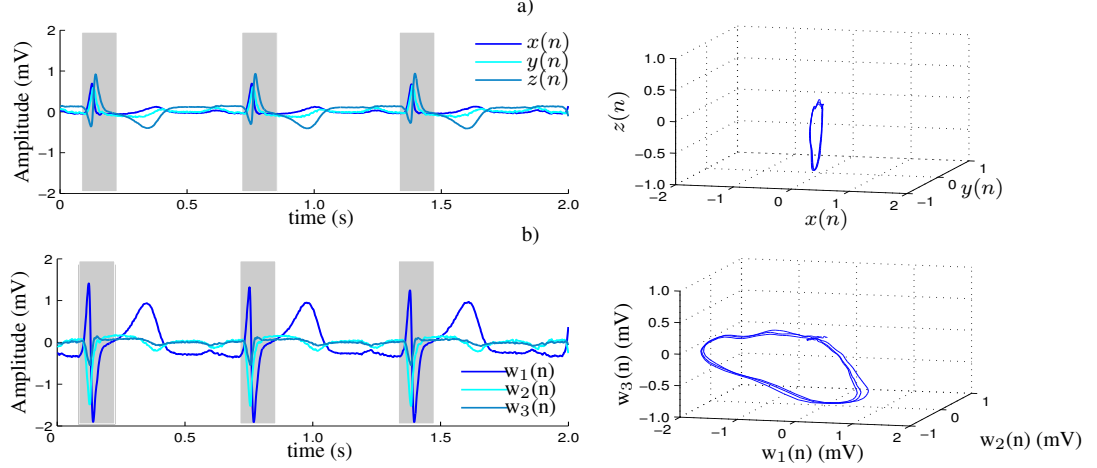 a)
Amplitude (mV)
2
1
0
−1
−2
x(n)
y(n)
z(n)
0
0.5
1.0
1.5
2.0
time (s)
z(n)
1.0
0.5
0
−0.5
−1.0
−2
−1
0
1
2
x(n)
−1
0
1
y(n)
b)
Amplitude (mV)
2
1
0
−1
−2
w₁(n)
w₂(n)
w₃(n)
0
0.5
1.0
1.5
2.0
time (s)
w₃(n) (mV)
1.0
0.5
0
−0.5
−1.0
−2
−1
0
1
2
w₁(n) (mV)
−1
0
1
w₂(n) (mV)